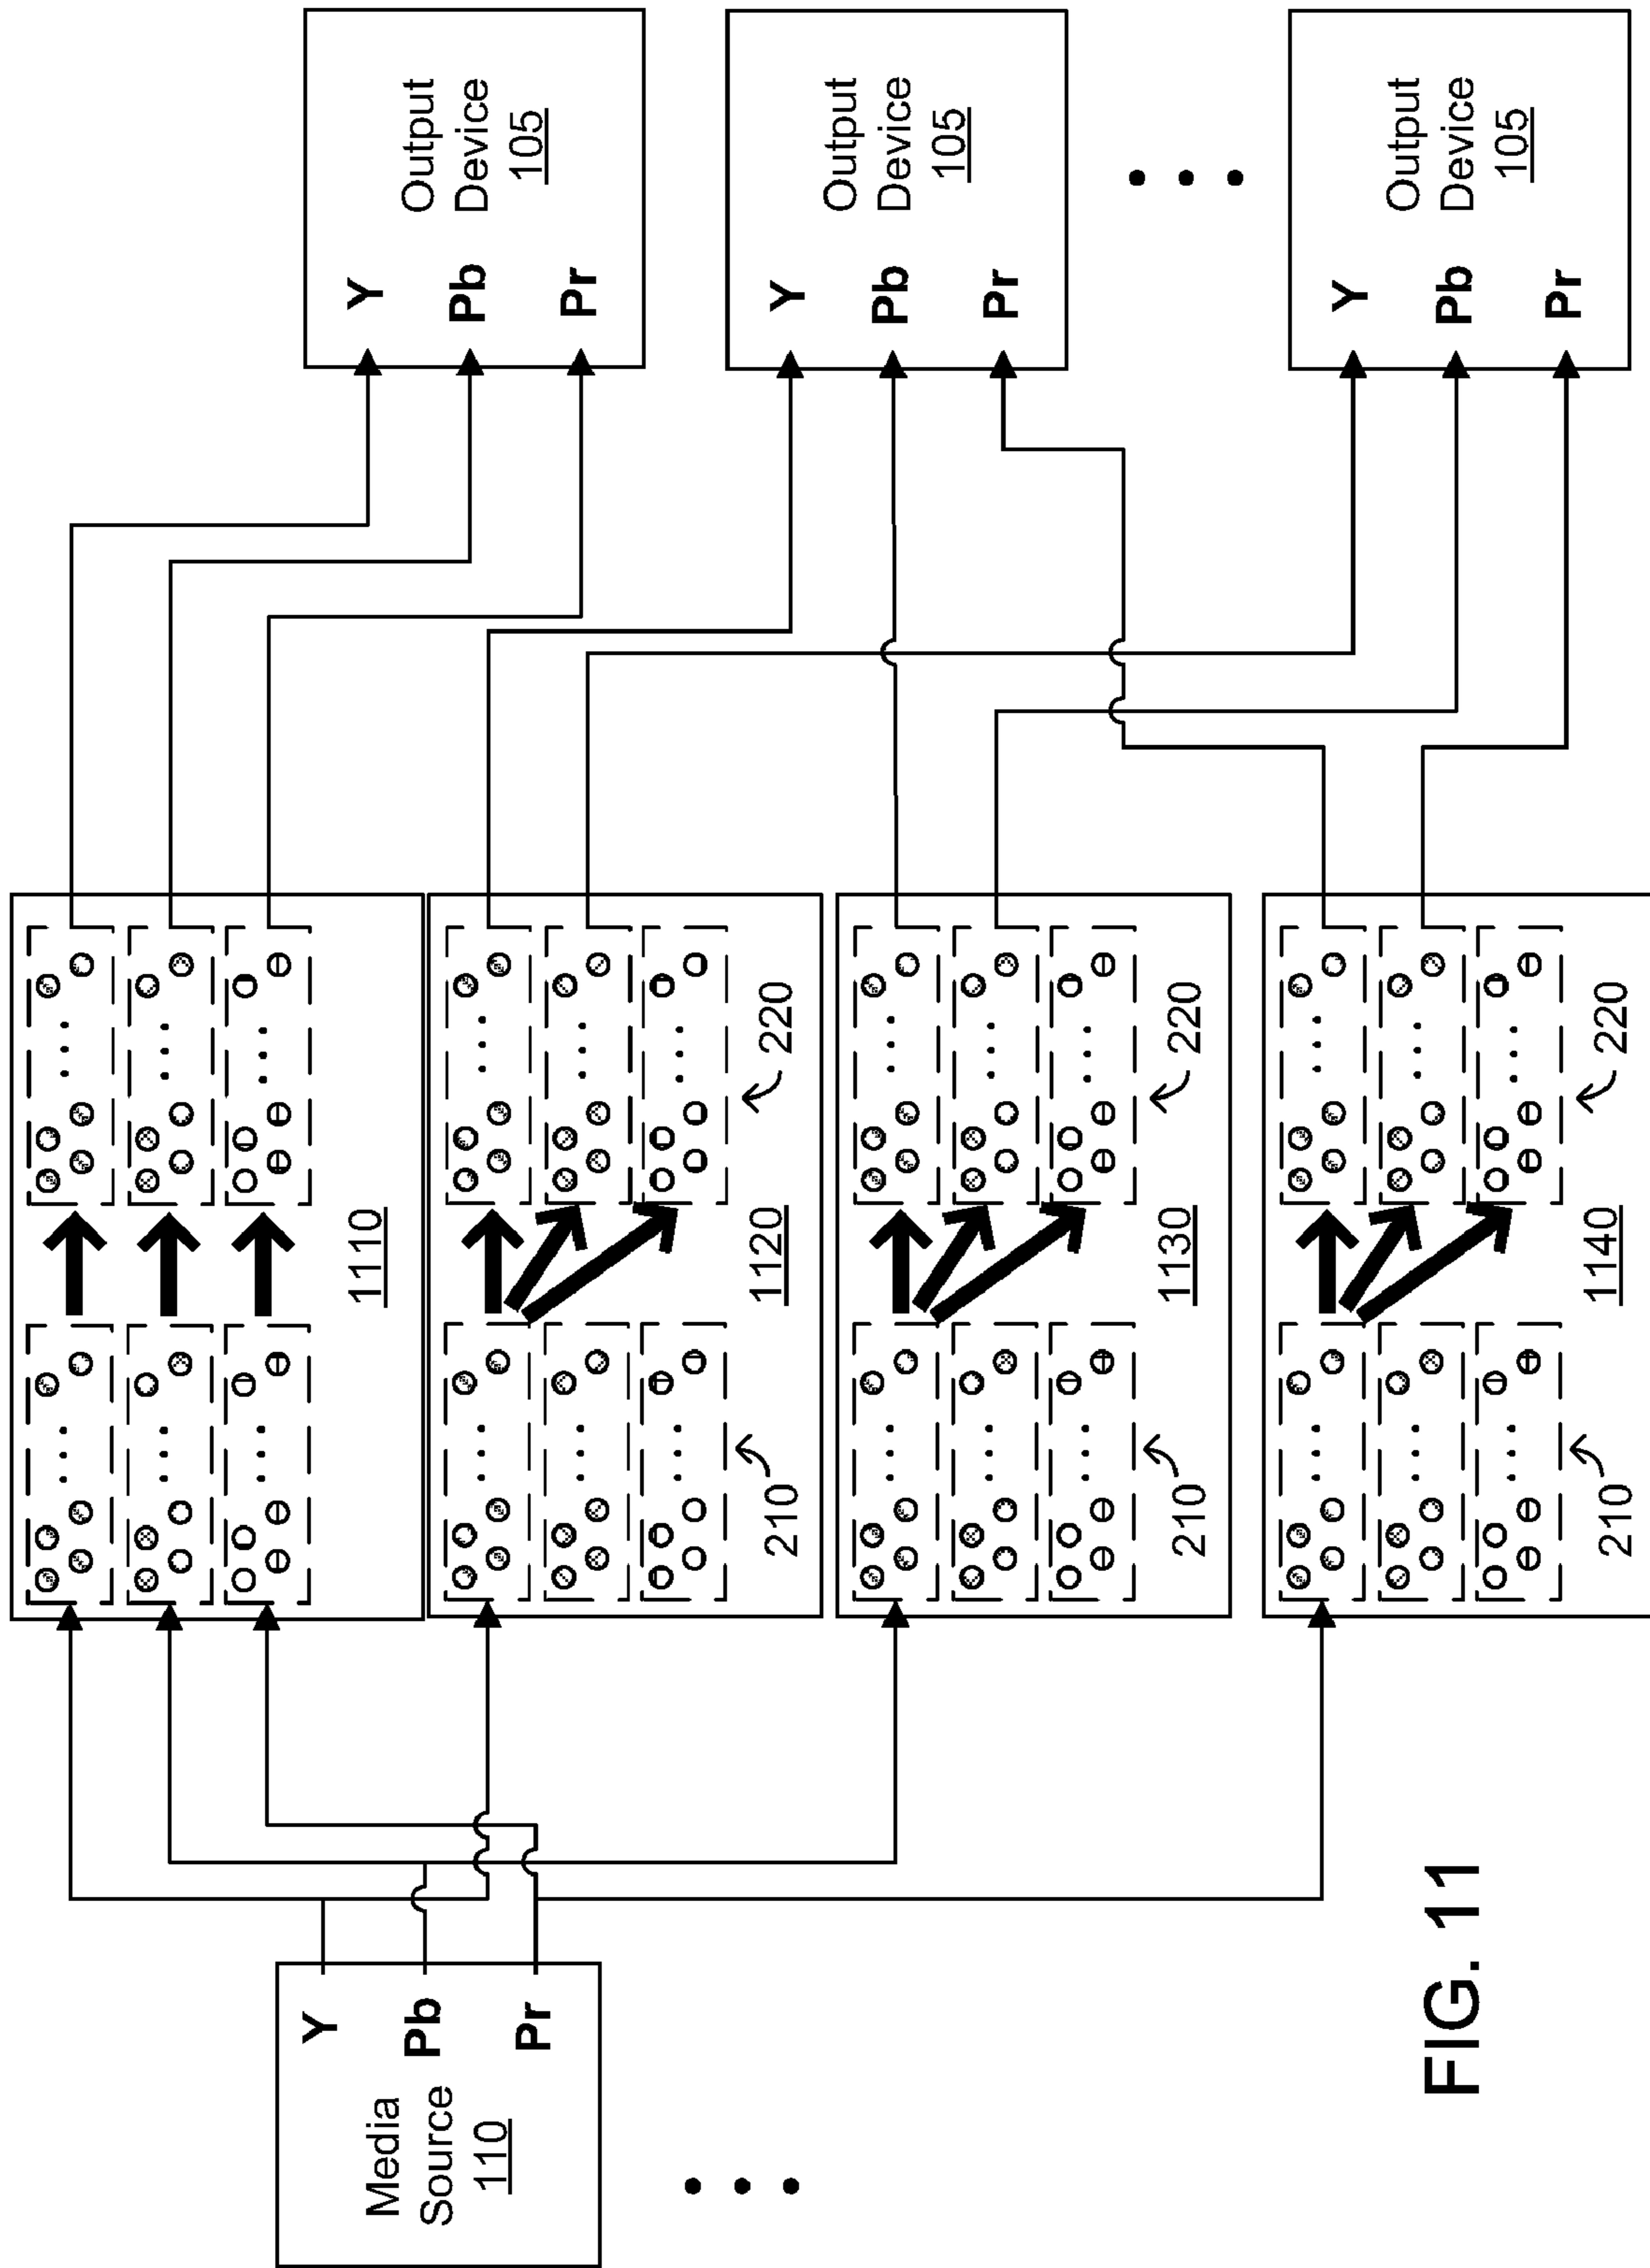 Media
Source
110
Y
Pb
Pr
1110
1120
210
220
1130
210
220
1140
210
220
Output
Device
105
Y
Pb
Pr
Output
Device
105
Y
Pb
Pr
Output
Device
105
Y
Pb
Pr
FIG. 11